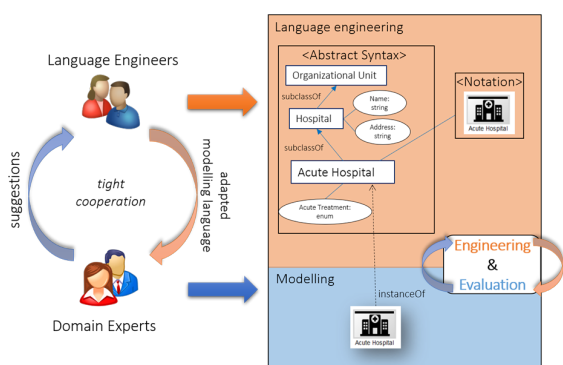 Language Engineers
suggestions
tight
cooperation
adapted
modelling language
Domain Experts
Language engineering
<Abstract Syntax>
Organizational Unit
subclassOf
Name:
string
Hospital
Address:
string
subclassOf
Acute Hospital
Acute Treatment:
enum
<Notation>
Acute Hospital
Engineering
&
Evaluation
Modelling
instanceOf
Acute Hospital